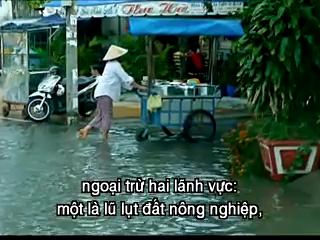 ngoại trừ hai lãnh vực:
một là lũ lụt đất nông nghiệp,